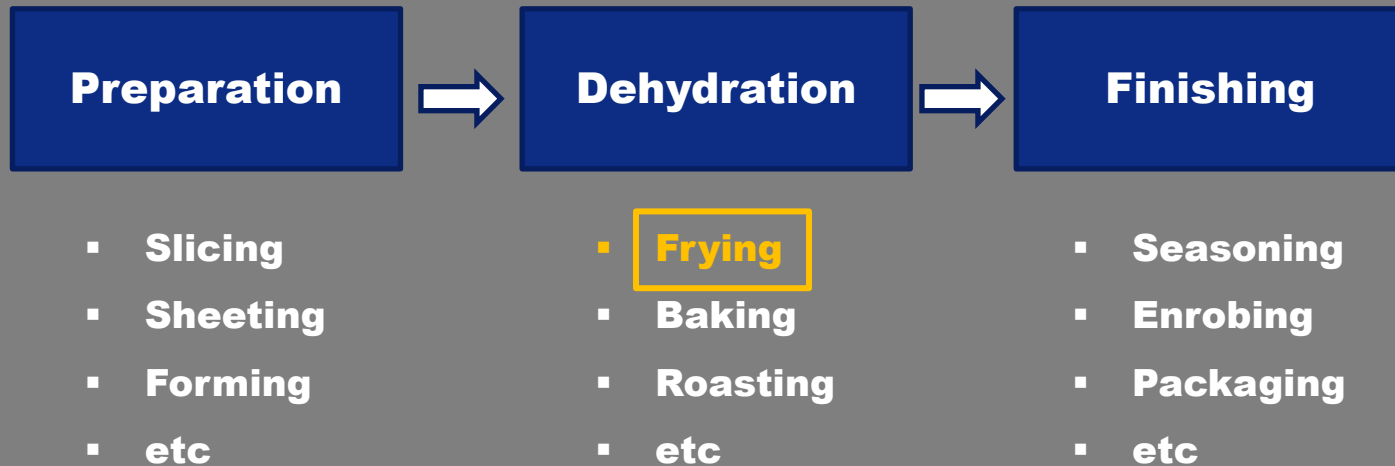 Preparation
Dehydration
Finishing
▪ Slicing
▪ Sheeting
▪ Forming
▪ etc
▪ Frying
▪ Baking
▪ Roasting
▪ etc
▪ Seasoning
▪ Enrobing
▪ Packaging
▪ etc